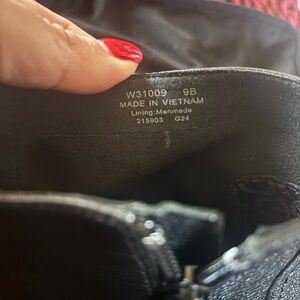 W31009 9B
MADE IN VIETNAM
Lining:Manmade
215903 G24